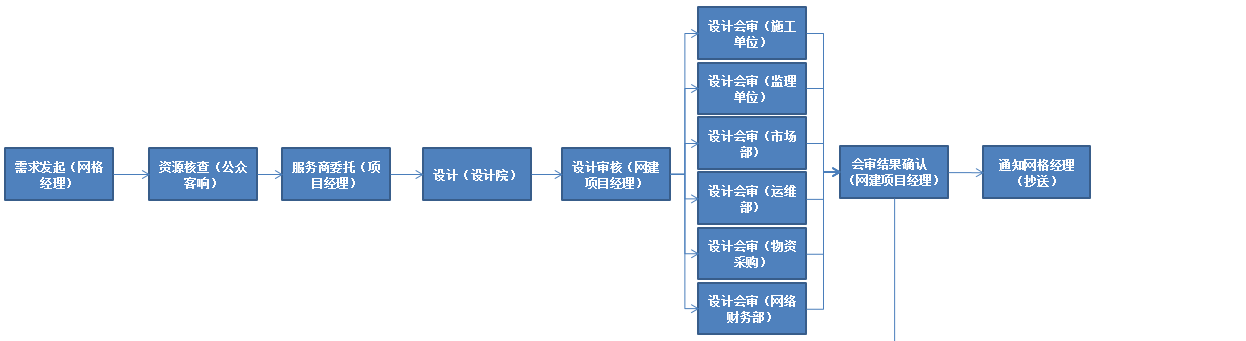 需求发起（网格
经理）
资源核查（公众
客响）
服务商委托（项
目经理）
设计（设计院）
设计审核（网建
项目经理）
设计会审（施工
单位）
设计会审（监理
单位）
设计会审（市场
部）
设计会审（运维
部）
设计会审（物资
采购）
设计会审（网络
财务部）
会审结果确认
（网建项目经理）
通知网格经理
（抄送）